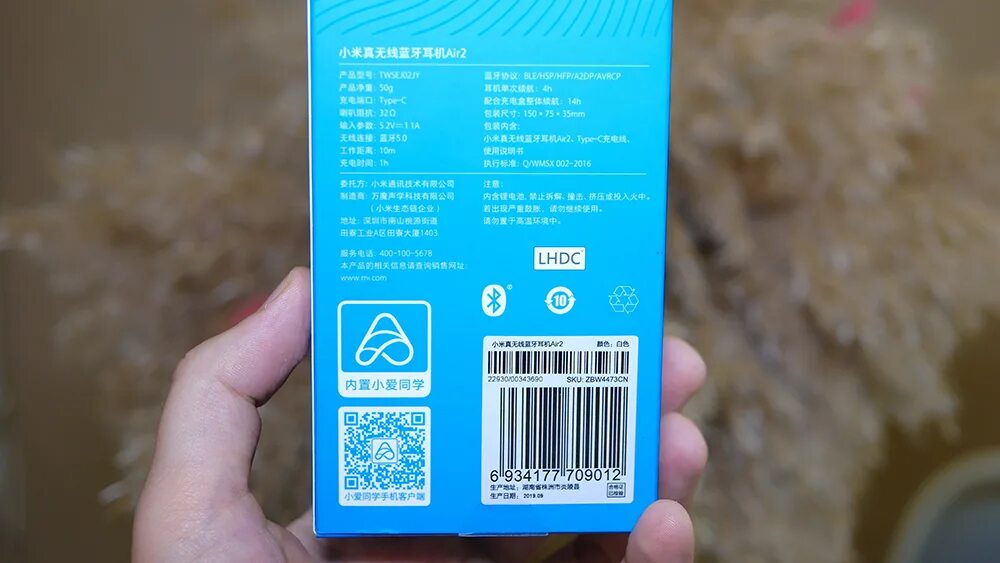 小米真无线蓝牙耳机Air2
产品型号: TWSEJ02JY
产品净重: 50g
充电端口: Type-C
喇叭阻抗: 32Ω
输入参数: 5.2V⎓1.1A
无线连接: 蓝牙5.0
工作距离: 10m
充电时间: 1h
蓝牙协议: BLE/HSP/HFP/A2DP/AVRCP
耳机单次续航: 4h
配合充电盒整体续航: 14h
包装尺寸: 150×75×35mm
包装内含:
小米真无线蓝牙耳机Air2、Type-C充电线、
使用说明书
执行标准: Q/WMSX 002-2016
委托方: 小米通讯技术有限公司
制造商: 万魔声学科技有限公司
(小米生态链企业)
地址: 深圳市南山桃源街道
田寮工业A区田寮大厦1403
服务电话: 400-100-5678
本产品的相关信息请查询销售网址:
www.mi.com
注意:
内含锂电池, 禁止拆解、撞击、挤压或投入火中。
若出现严重鼓胀, 请勿继续使用。
请勿置于高温环境中。
LHDC
10
内置小爱同学
小爱同学手机客户端
小米真无线蓝牙耳机Air2 颜色: 白色
22930/00343690 SKU: ZBW4473CN
6 934177 709012
生产地址: 湖南省株洲市炎陵县
生产日期: 2019.09
合格证
已检验